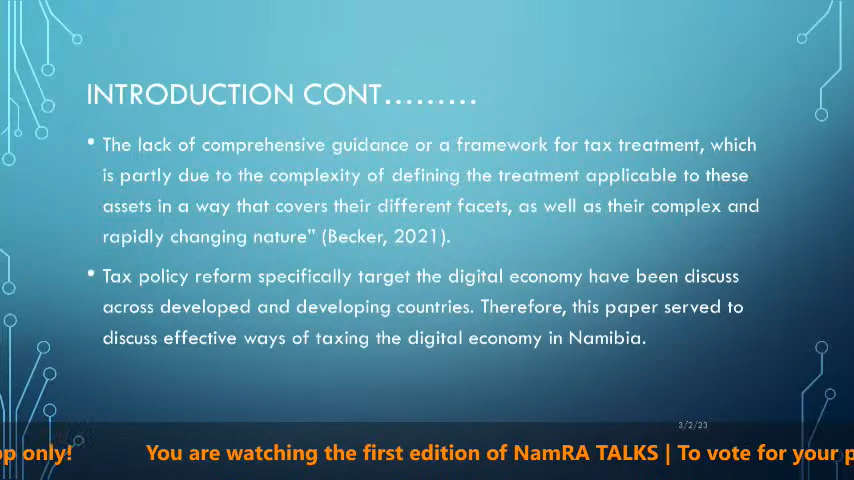 INTRODUCTION CONT.........
• The lack of comprehensive guidance or a framework for tax treatment, which
is partly due to the complexity of defining the treatment applicable to these
assets in a way that covers their different facets, as well as their complex and
rapidly changing nature” (Becker, 2021).
• Tax policy reform specifically target the digital economy have been discuss
across developed and developing countries. Therefore, this paper served to
discuss effective ways of taxing the digital economy in Namibia.
3/2/23
only! You are watching the first edition of NamRA TALKS | To vote for your